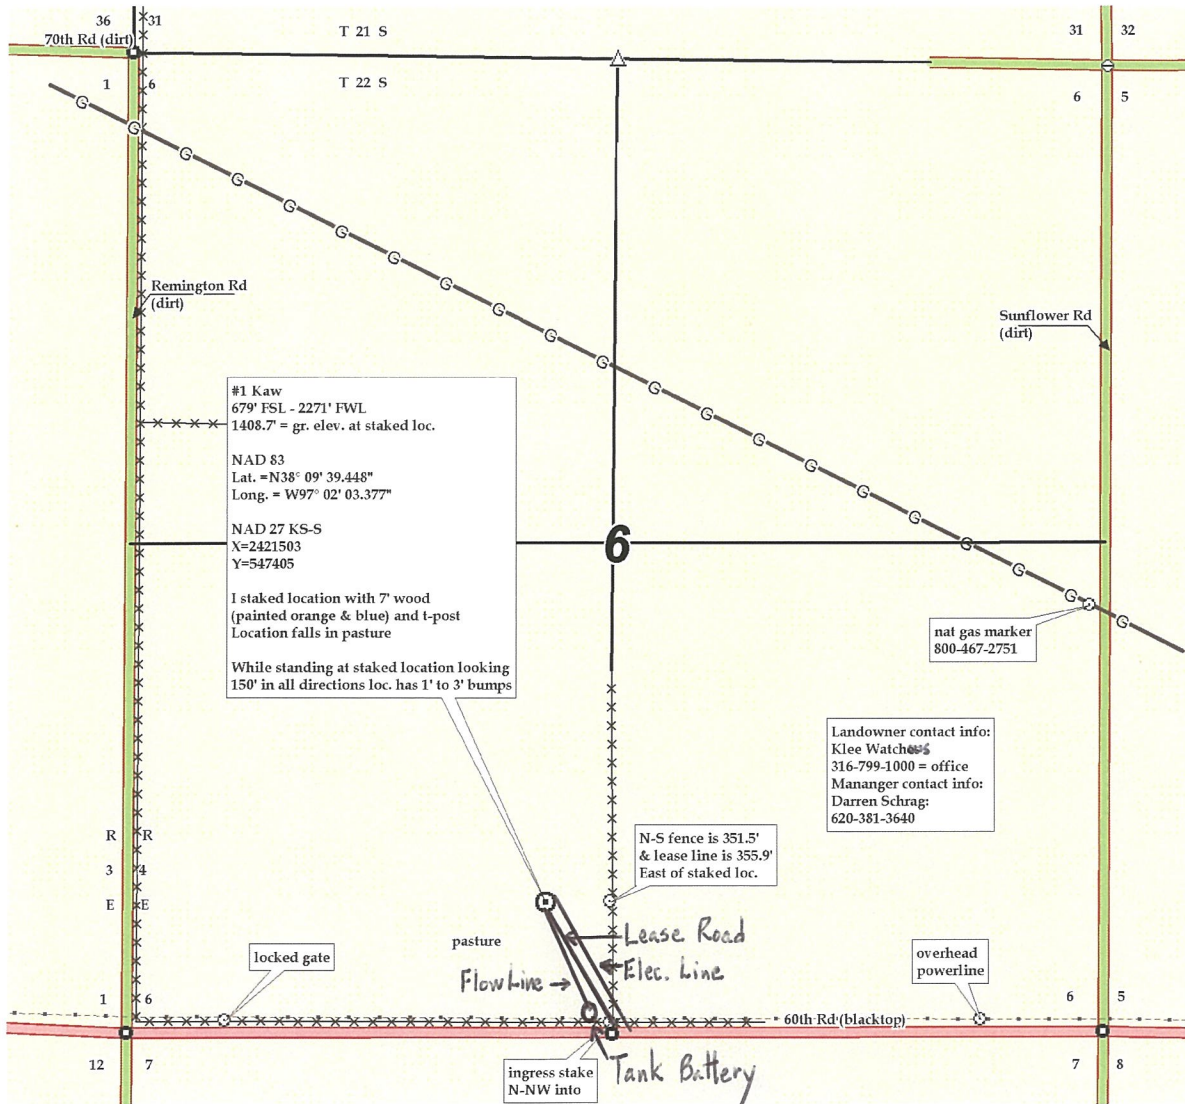 36 31
70th Rd (dirt)
T 21 S
31 32
1 6
T 22 S
6 5
G G G G G G G G G G G G G G G G G G G G G
Remington Rd
(dirt)
Sunflower Rd
(dirt)
#1 Kaw
679' FSL - 2271' FWL
1408.7' = gr. elev. at staked loc.
NAD 83
Lat. =N38° 09' 39.448"
Long. = W97° 02' 03.377"
NAD 27 KS-S
X=2421503
Y=547405
I staked location with 7' wood
(painted orange & blue) and t-post
Location falls in pasture
While standing at staked location looking
150' in all directions loc. has 1' to 3' bumps
6
nat gas marker
800-467-2751
Landowner contact info:
Klee Watchous
316-799-1000 = office
Mananger contact info:
Darren Schrag:
620-381-3640
R R
3 4
E E
N-S fence is 351.5'
& lease line is 355.9'
East of staked loc.
pasture
Lease Road
Elec. Line
Flow Line
locked gate
overhead
powerline
1 6
6 5
60th Rd (blacktop)
12 7
ingress stake
N-NW into
Tank Battery
7 8